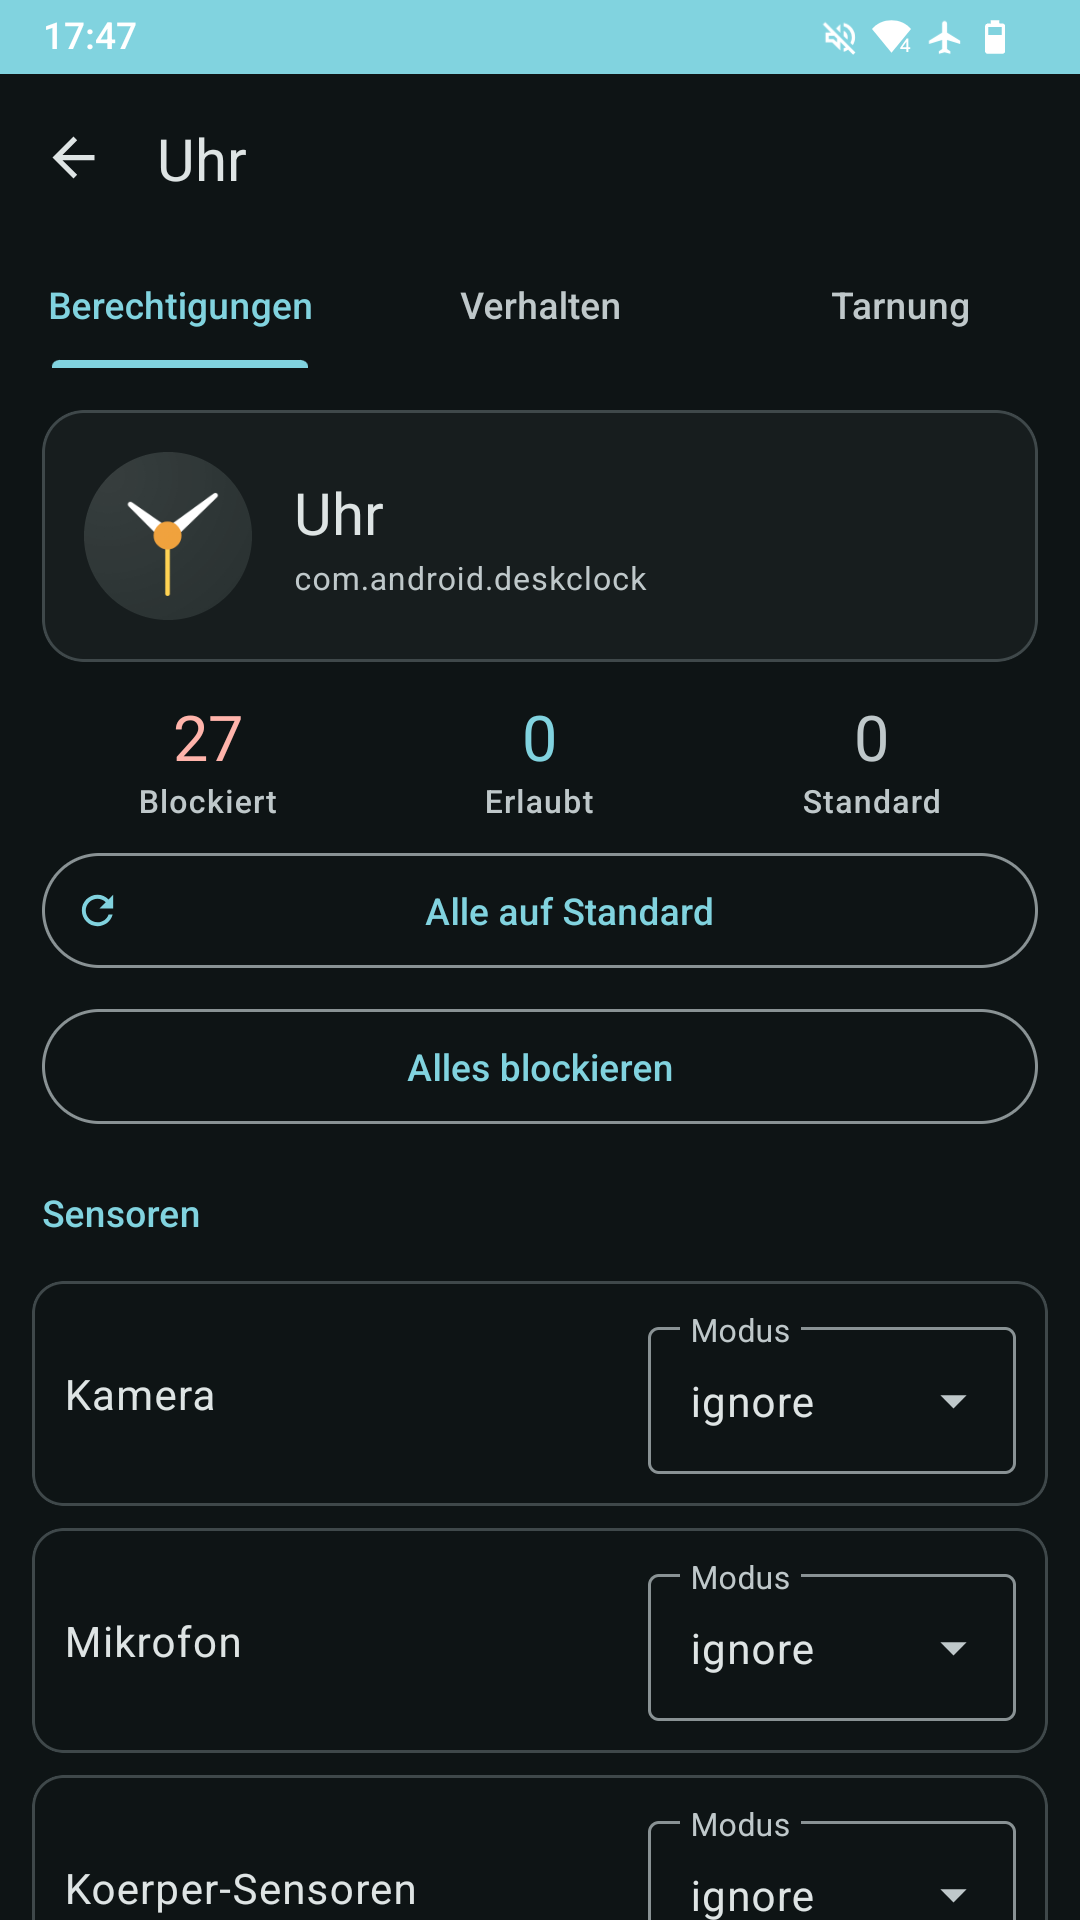 17:47
4
Uhr
Berechtigungen Verhalten Tarnung
Uhr
com.android.deskclock
27 0 0
Blockiert Erlaubt Standard
Alle auf Standard
Alles blockieren
Sensoren
Modus
Kamera ignore
Modus
Mikrofon ignore
Modus
Koerper-Sensoren ignore